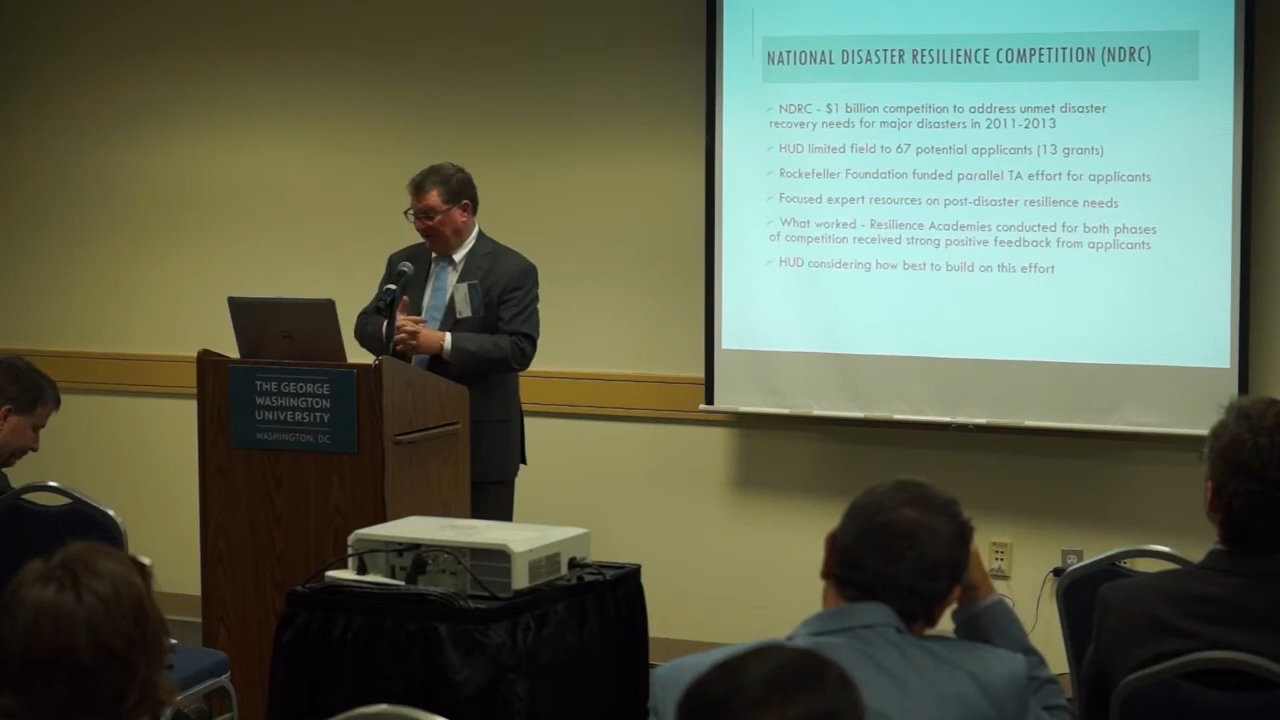 NATIONAL DISASTER RESILIENCE COMPETITION (NDRC)
NDRC - $1 billion competition to address unmet disaster
recovery needs for major disasters in 2011-2013
HUD limited field to 67 potential applicants (13 grants)
Rockefeller Foundation funded parallel TA effort for applicants
Focused expert resources on post-disaster resilience needs
What worked - Resilience Academies conducted for both phases
of competition received strong positive feedback from applicants
HUD considering how best to build on this effort
THE GEORGE
WASHINGTON
UNIVERSITY
WASHINGTON, DC